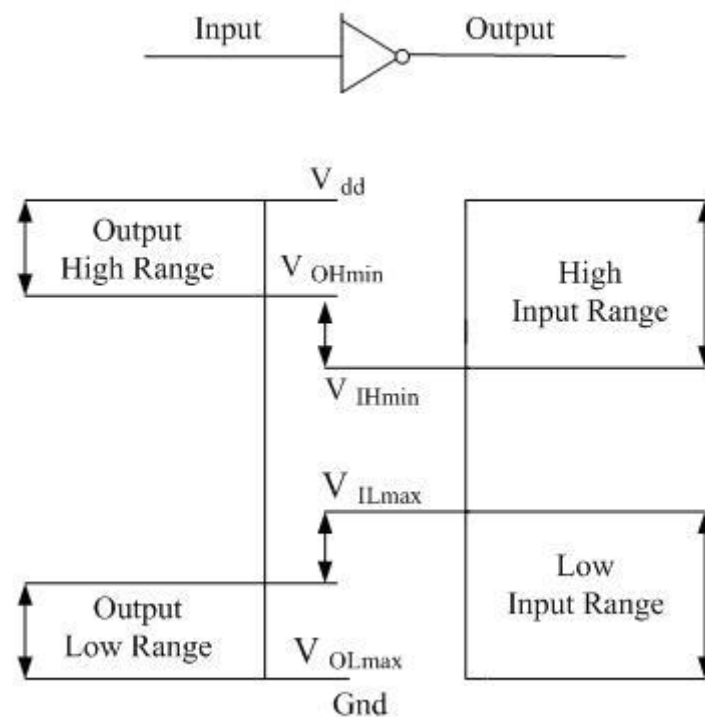 Input Output
V dd
Output
High Range
V OHmin
High
Input Range
V IHmin
V ILmax
Low
Input Range
Output
Low Range
V OLmax
Gnd